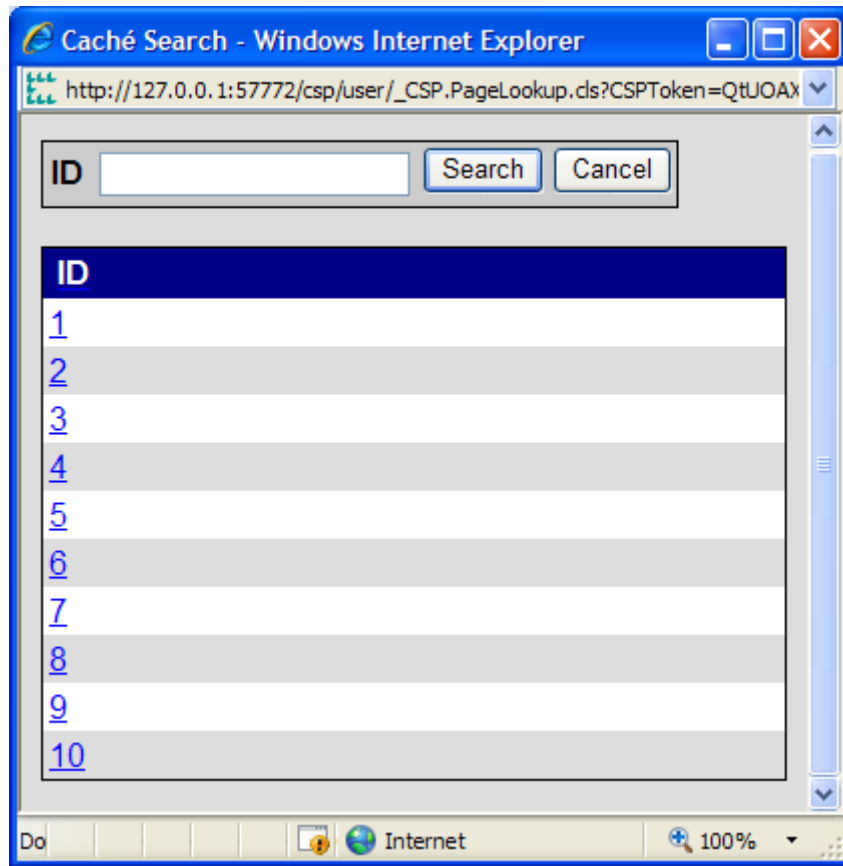 Caché Search - Windows Internet Explorer
http://127.0.0.1:57772/csp/user/_CSP.PageLookup.cls?CSPToken=QtUOAX
ID Search Cancel
ID
1
2
3
4
5
6
7
8
9
10
Do Internet 100%